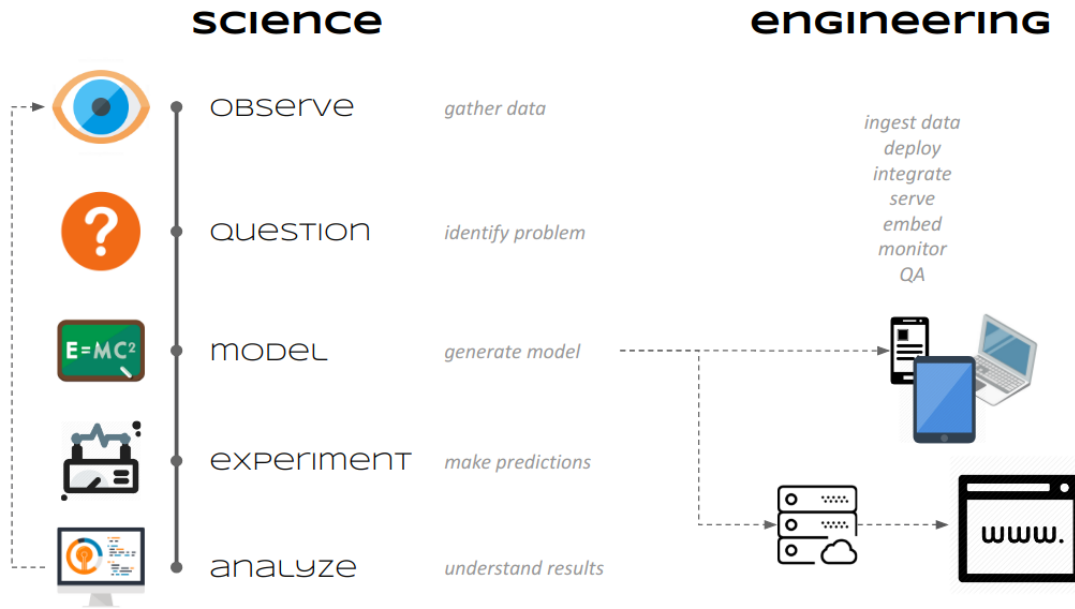 science
engineering
observe
gather data
question
identify problem
E=MC²
model
generate model
experiment
make predictions
analyze
understand results
ingest data
deploy
integrate
serve
embed
monitor
QA
www.